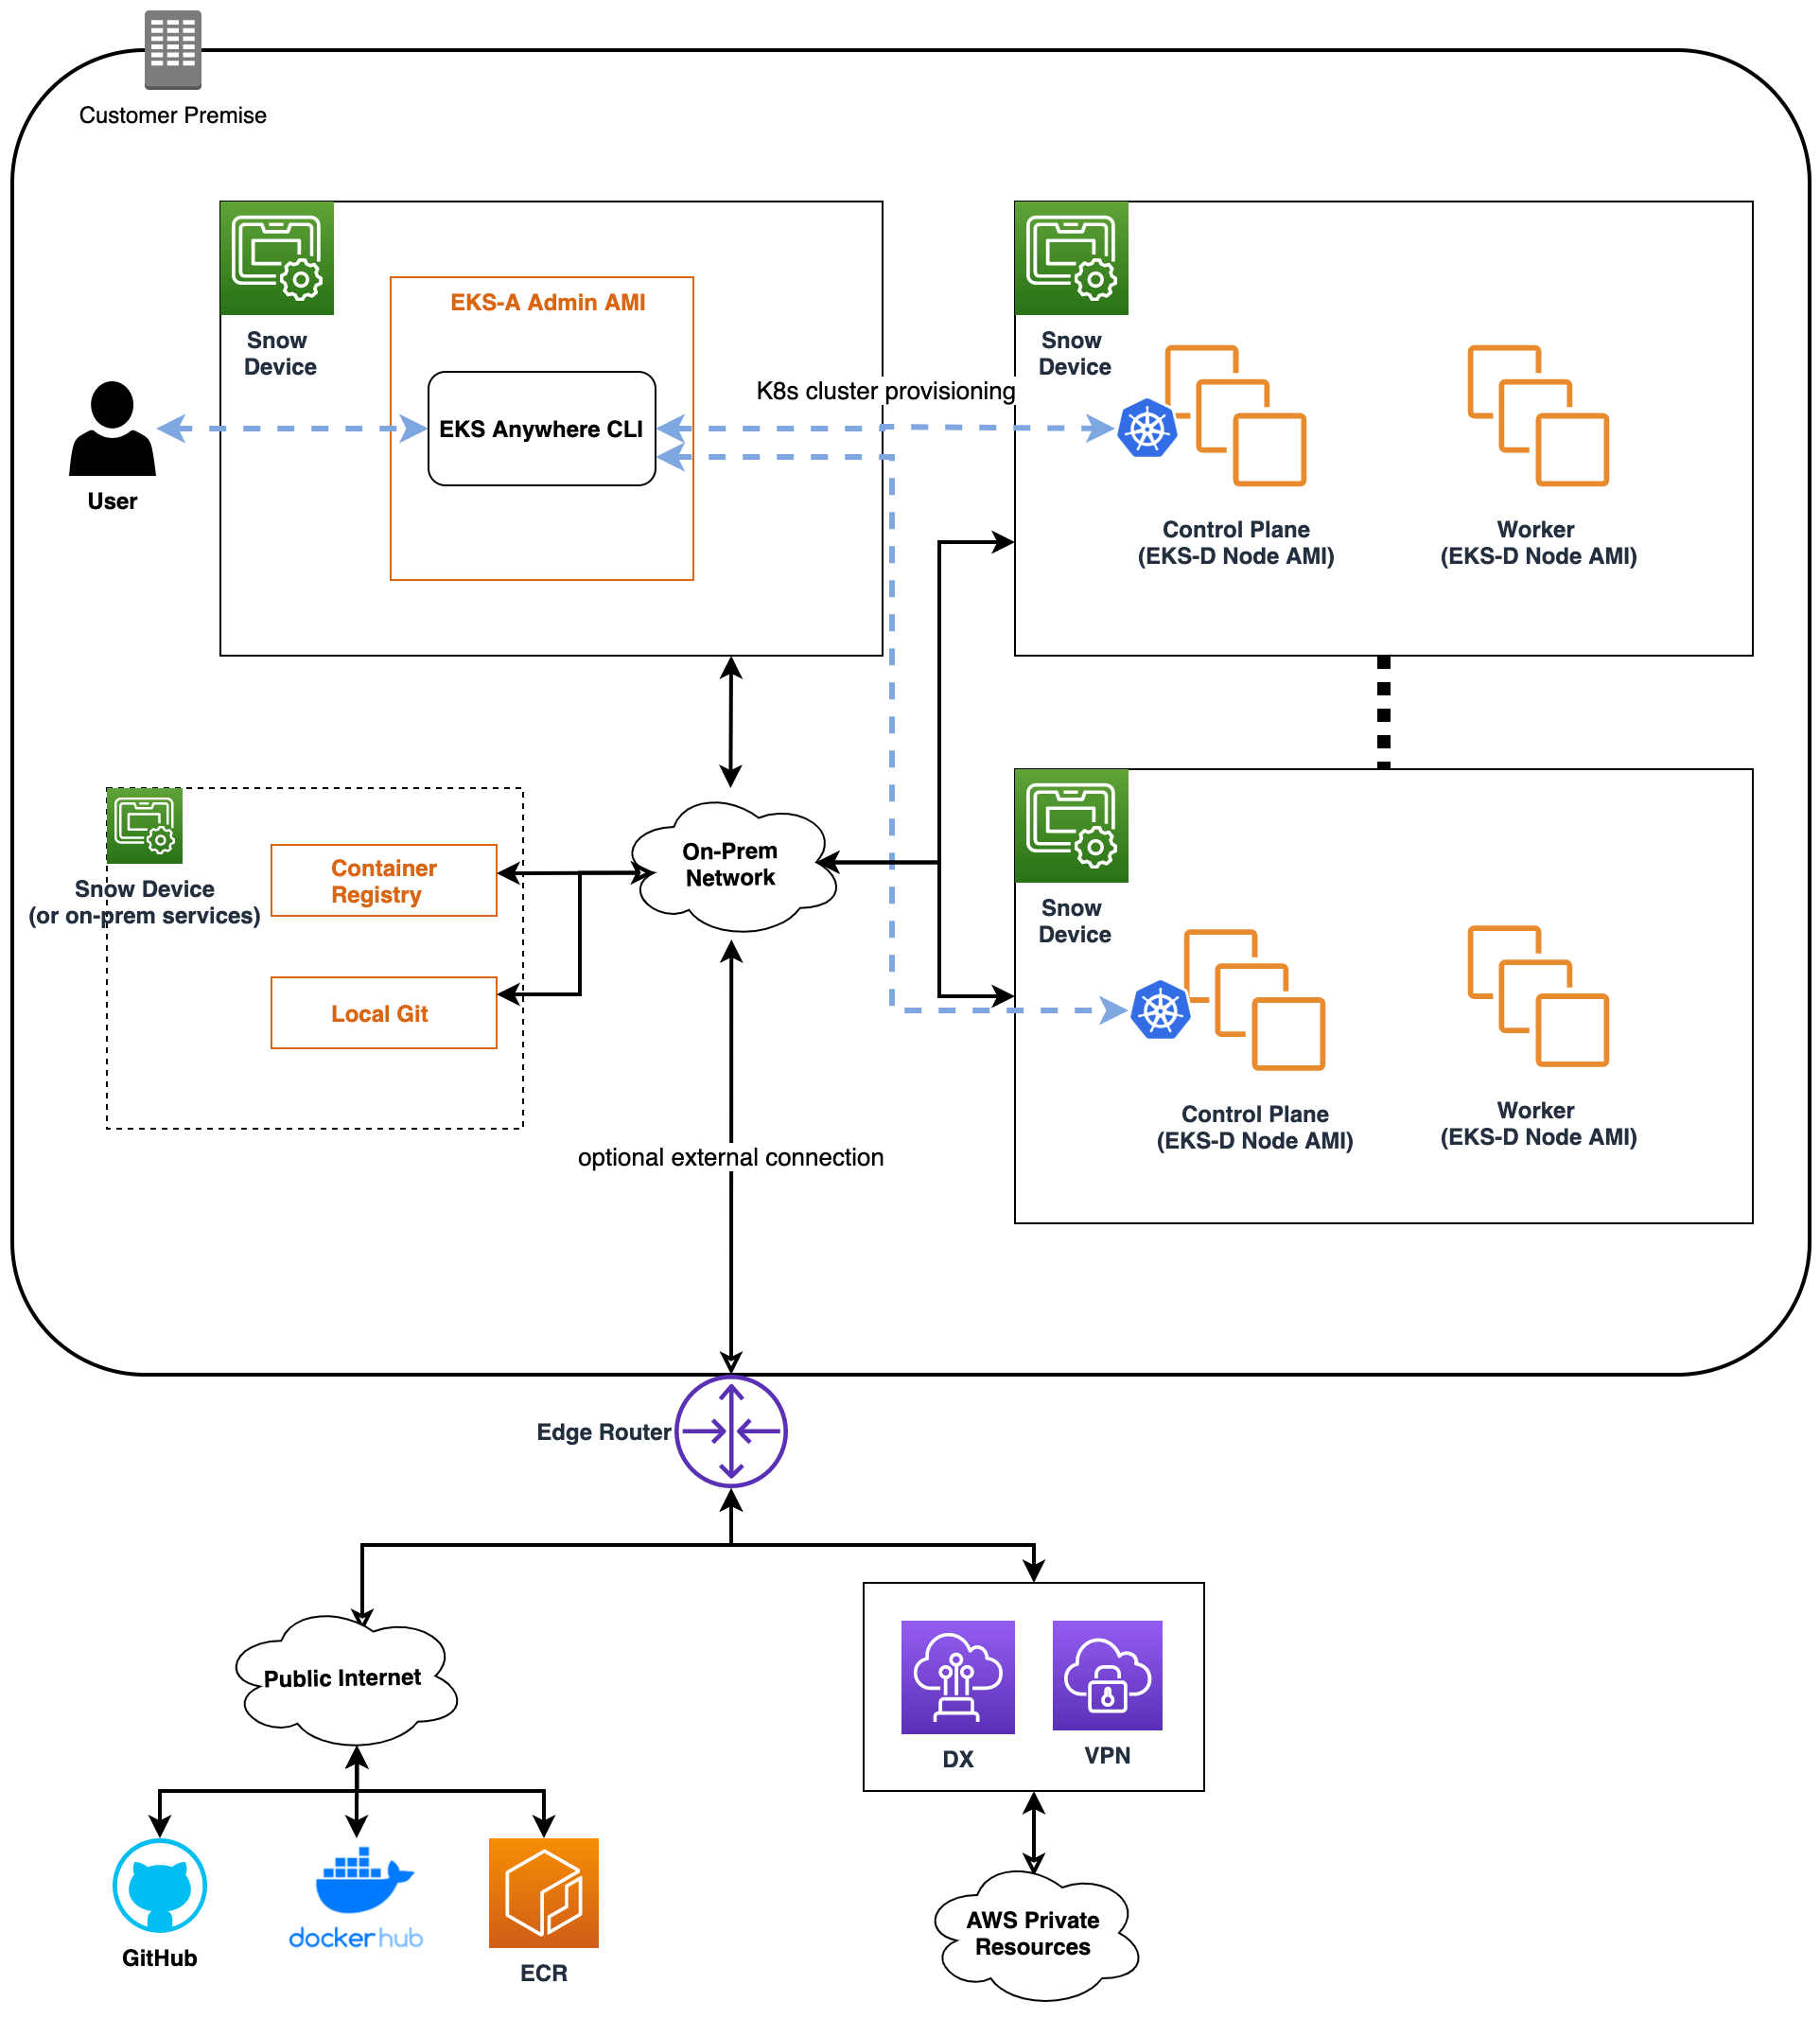 Customer Premise
Snow
Device
EKS-A Admin AMI
EKS Anywhere CLI
User
K8s cluster provisioning
Snow
Device
Control Plane
(EKS-D Node AMI)
Worker
(EKS-D Node AMI)
Snow Device
(or on-prem services)
Container
Registry
Local Git
On-Prem
Network
Snow
Device
Control Plane
(EKS-D Node AMI)
Worker
(EKS-D Node AMI)
optional external connection
Edge Router
Public Internet
DX
VPN
GitHub
dockerhub
ECR
AWS Private
Resources